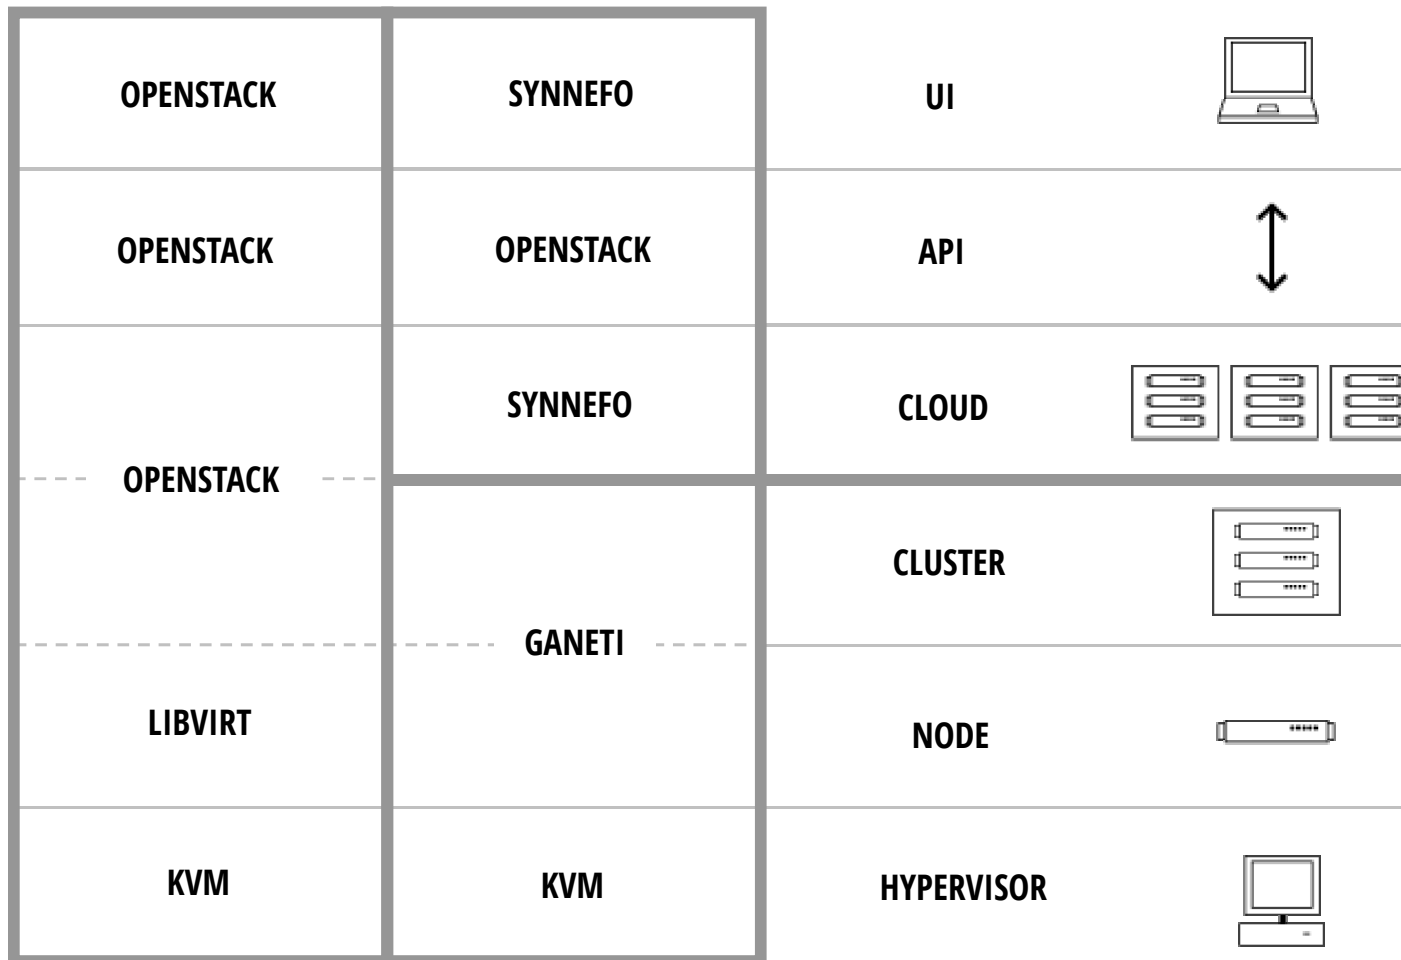 OPENSTACK SYNNEFO UI
OPENSTACK OPENSTACK API
SYNNEFO CLOUD
OPENSTACK
CLUSTER
GANETI
LIBVIRT NODE
KVM KVM HYPERVISOR